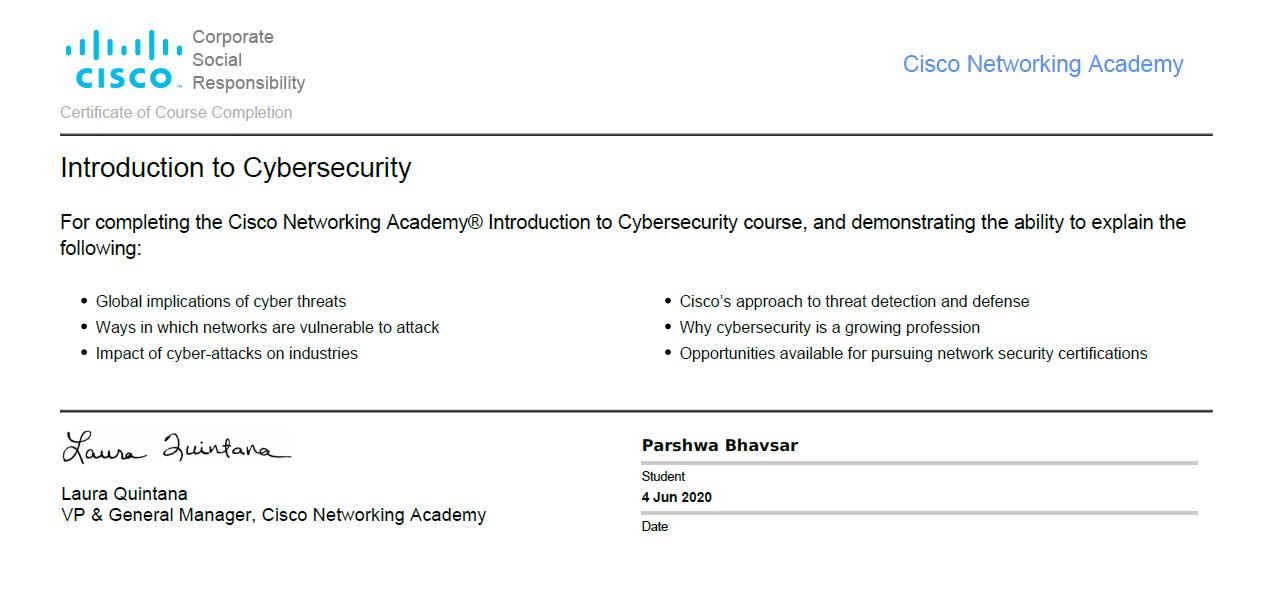 Corporate
Social
Responsibility
CISCO™
Cisco Networking Academy
Certificate of Course Completion
Introduction to Cybersecurity
For completing the Cisco Networking Academy® Introduction to Cybersecurity course, and demonstrating the ability to explain the
following:
• Global implications of cyber threats
• Ways in which networks are vulnerable to attack
• Impact of cyber-attacks on industries
• Cisco's approach to threat detection and defense
• Why cybersecurity is a growing profession
• Opportunities available for pursuing network security certifications
Laura Quintana
Laura Quintana
VP & General Manager, Cisco Networking Academy
Parshwa Bhavsar
Student
4 Jun 2020
Date